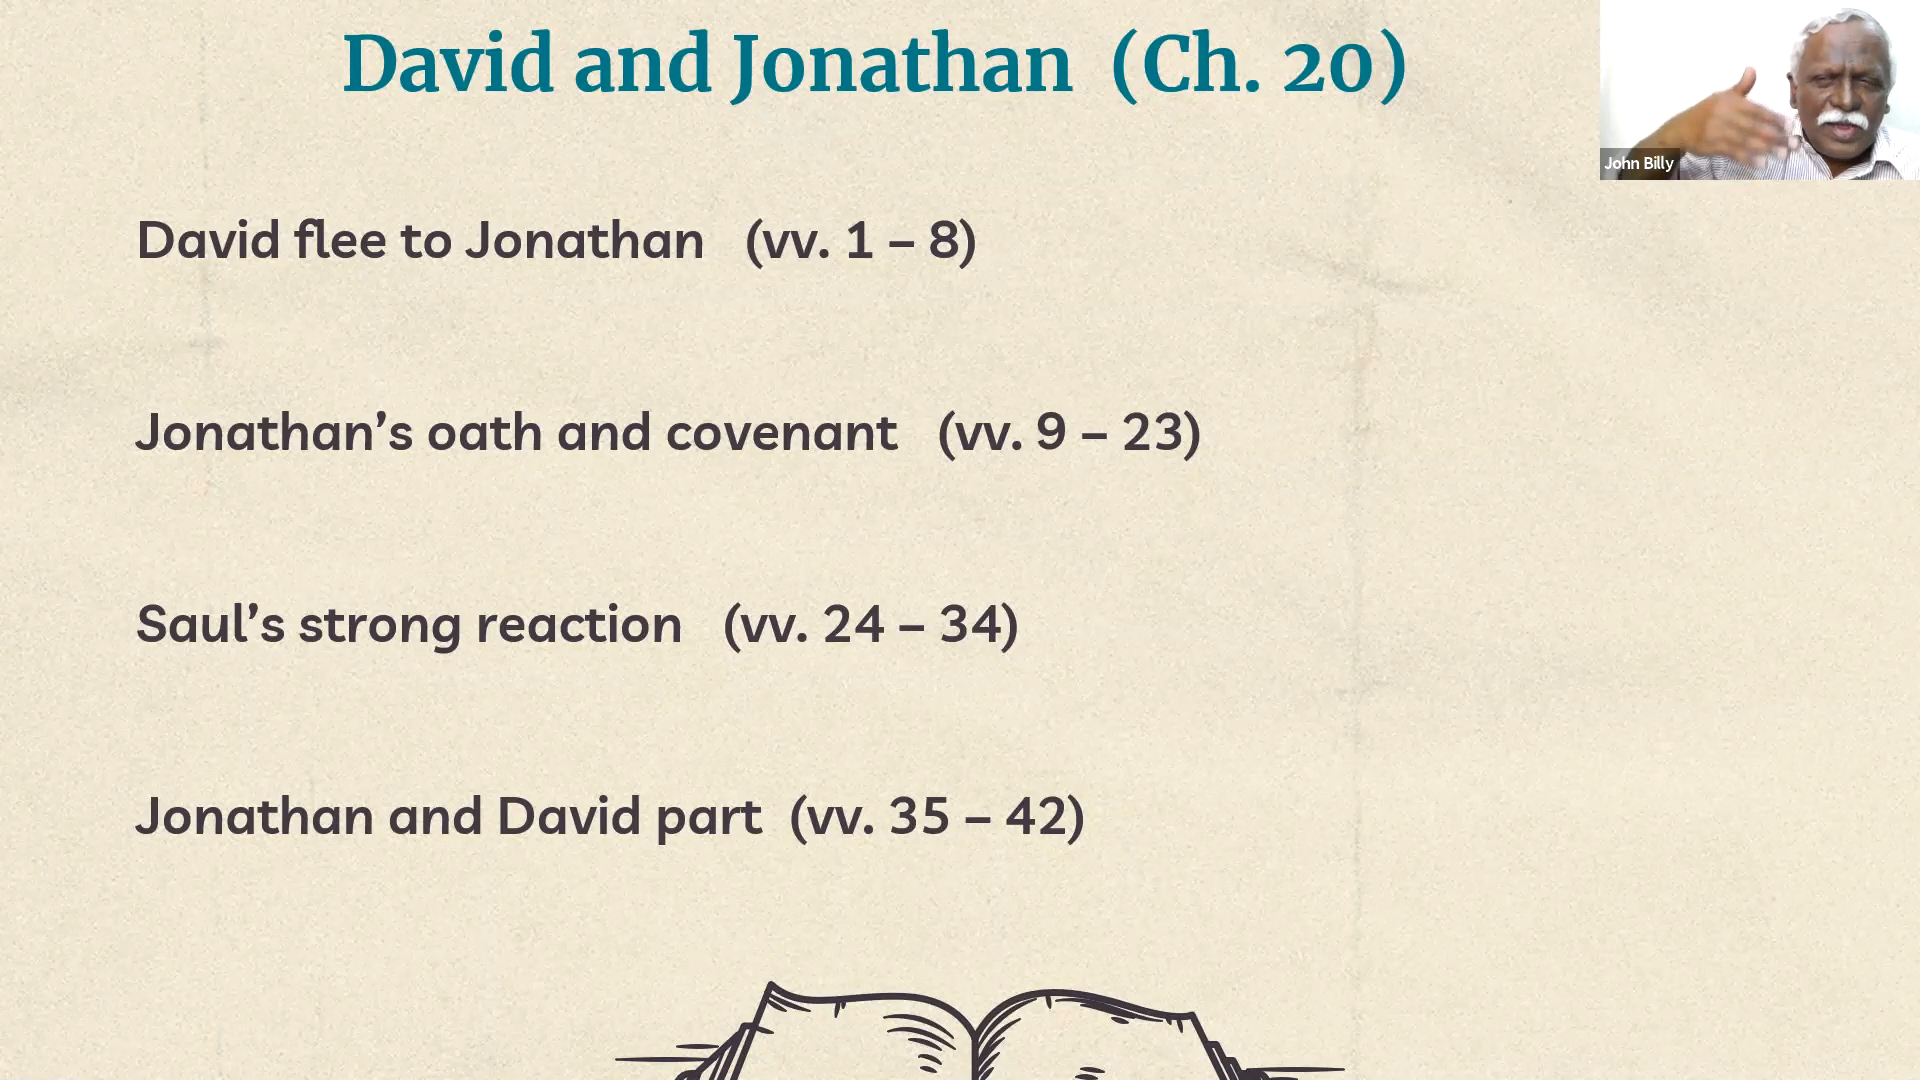 David and Jonathan (Ch. 20)
John Billy
David flee to Jonathan (vv. 1 – 8)
Jonathan’s oath and covenant (vv. 9 – 23)
Saul’s strong reaction (vv. 24 – 34)
Jonathan and David part (vv. 35 – 42)